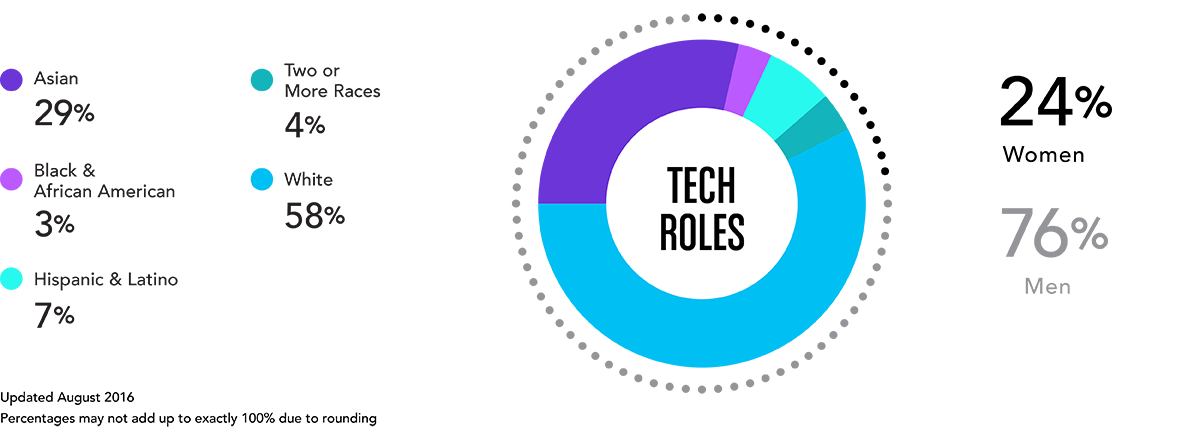 Asian
29%
Black &
African American
3%
Hispanic & Latino
7%
Two or
More Races
4%
White
58%
TECH
ROLES
24%
Women
76%
Men
Updated August 2016
Percentages may not add up to exactly 100% due to rounding